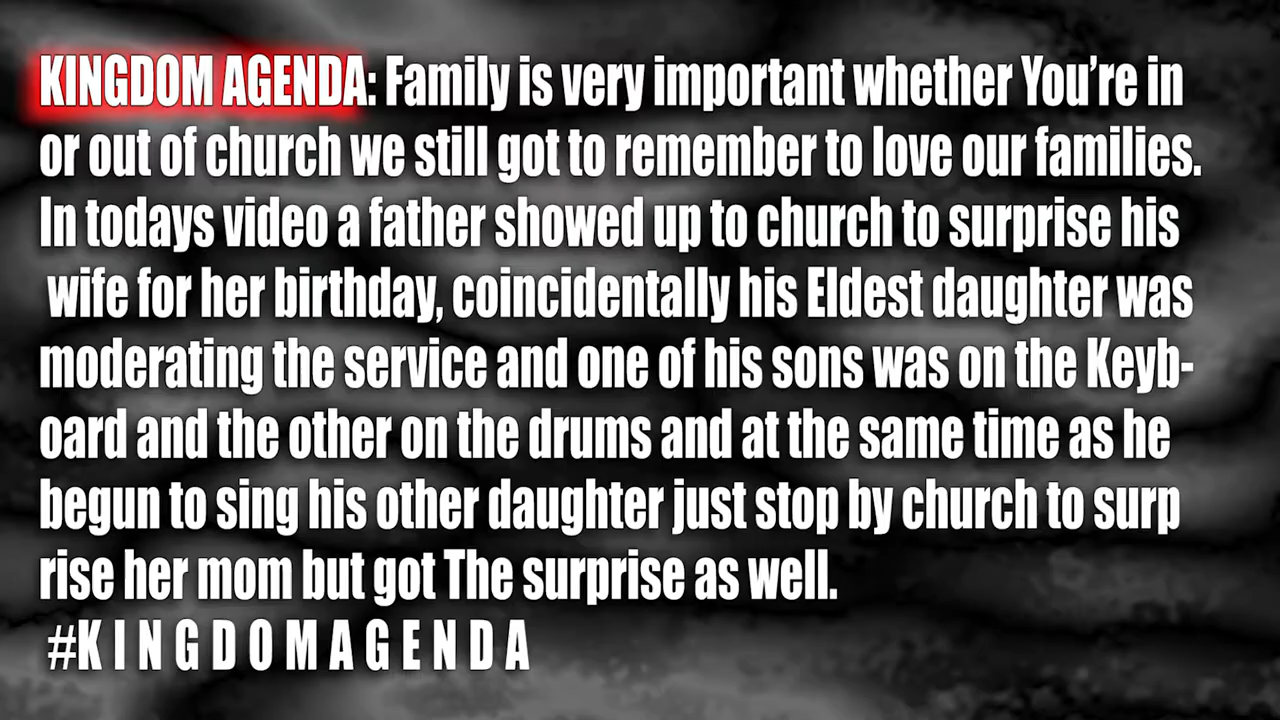 KINGDOM AGENDA: Family is very important whether You’re in
or out of church we still got to remember to love our families.
In todays video a father showed up to church to surprise his
wife for her birthday, coincidentally his Eldest daughter was
moderating the service and one of his sons was on the Keyb-
oard and the other on the drums and at the same time as he
begun to sing his other daughter just stop by church to surp
rise her mom but got The surprise as well.
#K I N G D O M A G E N D A